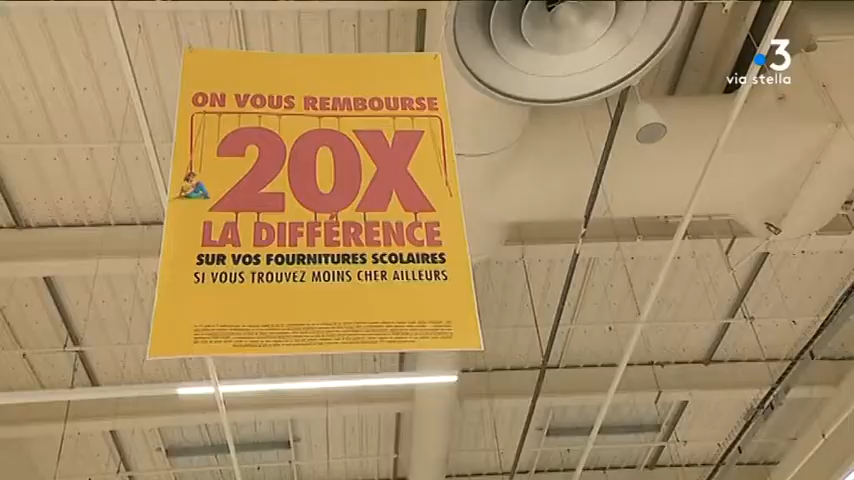 3
via stella
ON VOUS REMBOURSE
20X
LA DIFFÉRENCE
SUR VOS FOURNITURES SCOLAIRES
SI VOUS TROUVEZ MOINS CHER AILLEURS